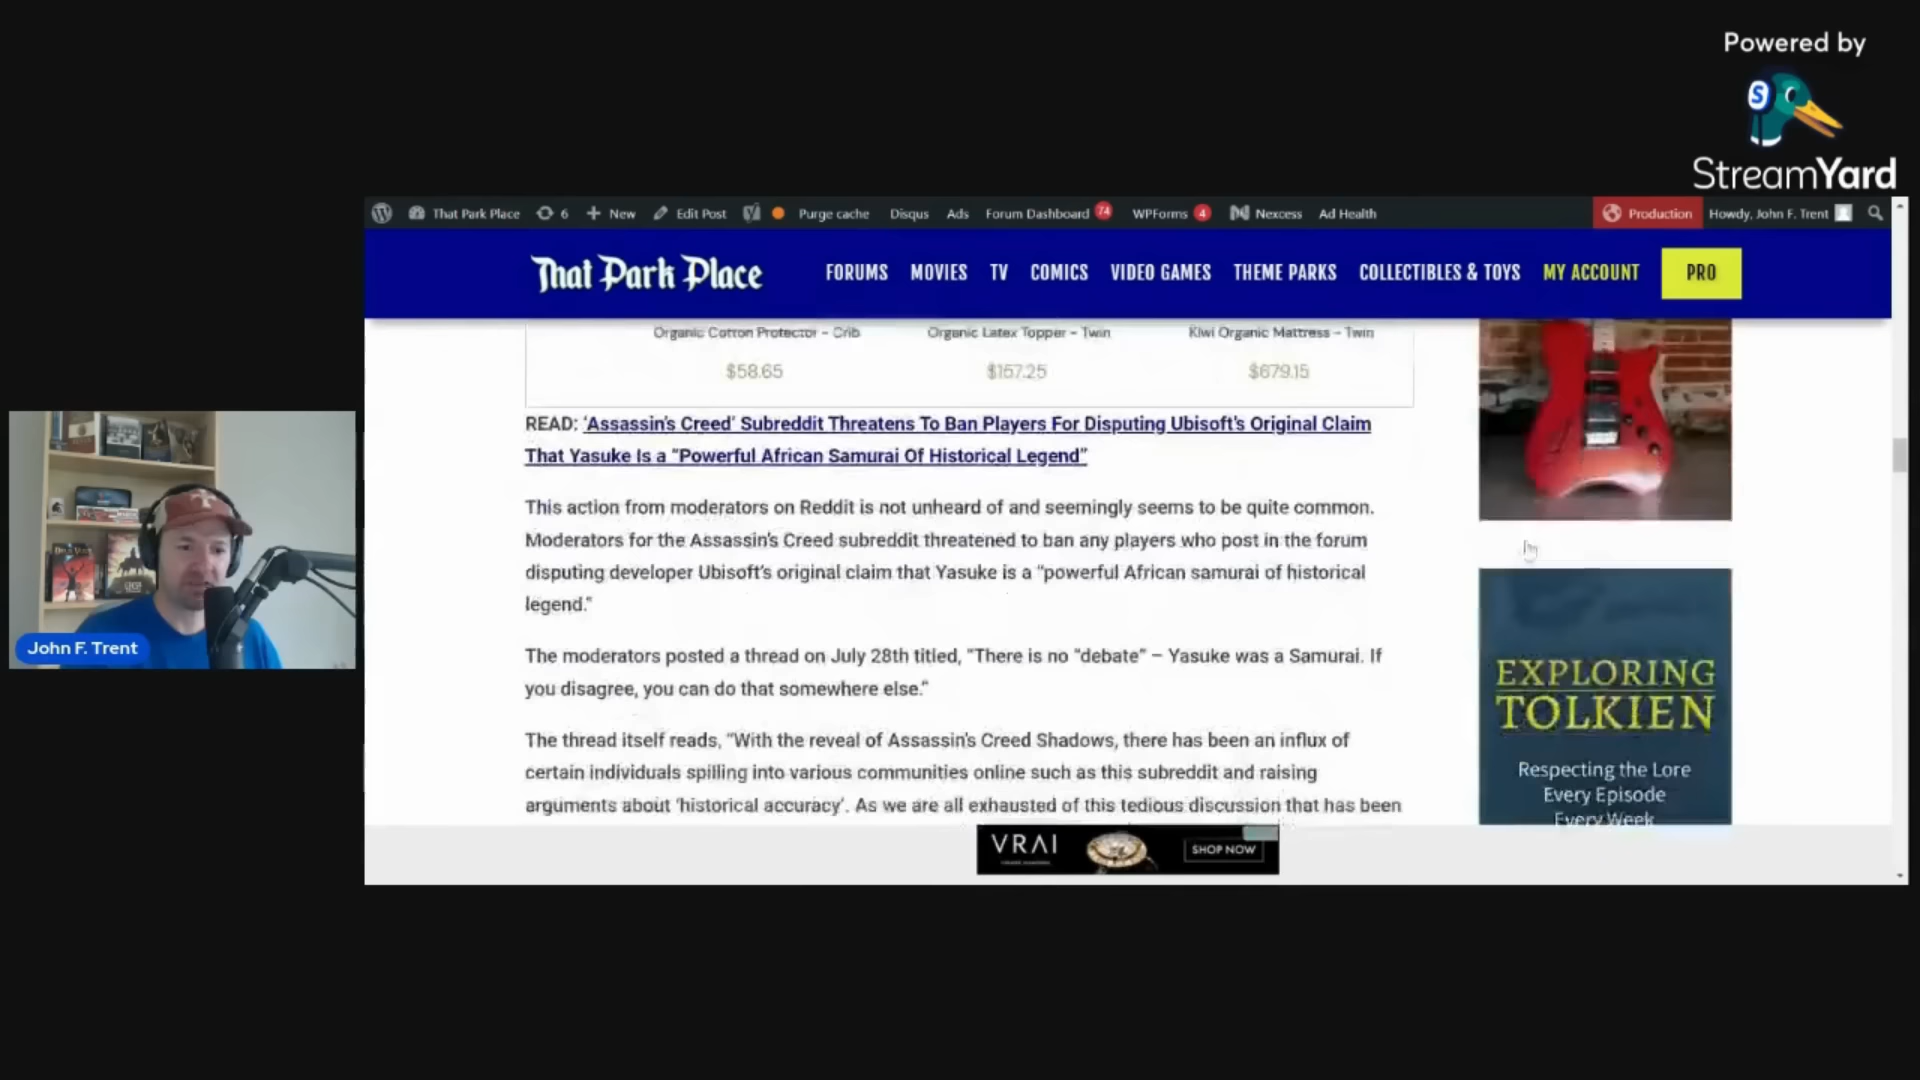 Powered by
StreamYard
That Park Place 6 New Edit Post Purge cache Disqus Ads Forum Dashboard 74 WPForms 4 Nexcess Ad Health Production Howdy, John F. Trent
That Park Place FORUMS MOVIES TV COMICS VIDEO GAMES THEME PARKS COLLECTIBLES & TOYS MY ACCOUNT PRO
Organic Cotton Protector - Crib Organic Latex Topper - Twin Kiwi Organic Mattress - Twin
$58.65 $157.25 $679.15
READ: 'Assassin's Creed' Subreddit Threatens To Ban Players For Disputing Ubisoft's Original Claim
That Yasuke Is a "Powerful African Samurai Of Historical Legend"
This action from moderators on Reddit is not unheard of and seemingly seems to be quite common.
Moderators for the Assassin's Creed subreddit threatened to ban any players who post in the forum
disputing developer Ubisoft's original claim that Yasuke is a "powerful African samurai of historical
legend."
The moderators posted a thread on July 28th titled, "There is no "debate" – Yasuke was a Samurai. If
you disagree, you can do that somewhere else."
The thread itself reads, "With the reveal of Assassin's Creed Shadows, there has been an influx of
certain individuals spilling into various communities online such as this subreddit and raising
arguments about 'historical accuracy'. As we are all exhausted of this tedious discussion that has been
EXPLORING
TOLKIEN
Respecting the Lore
Every Episode
Every Week
VRAI
SHOP NOW
John F. Trent